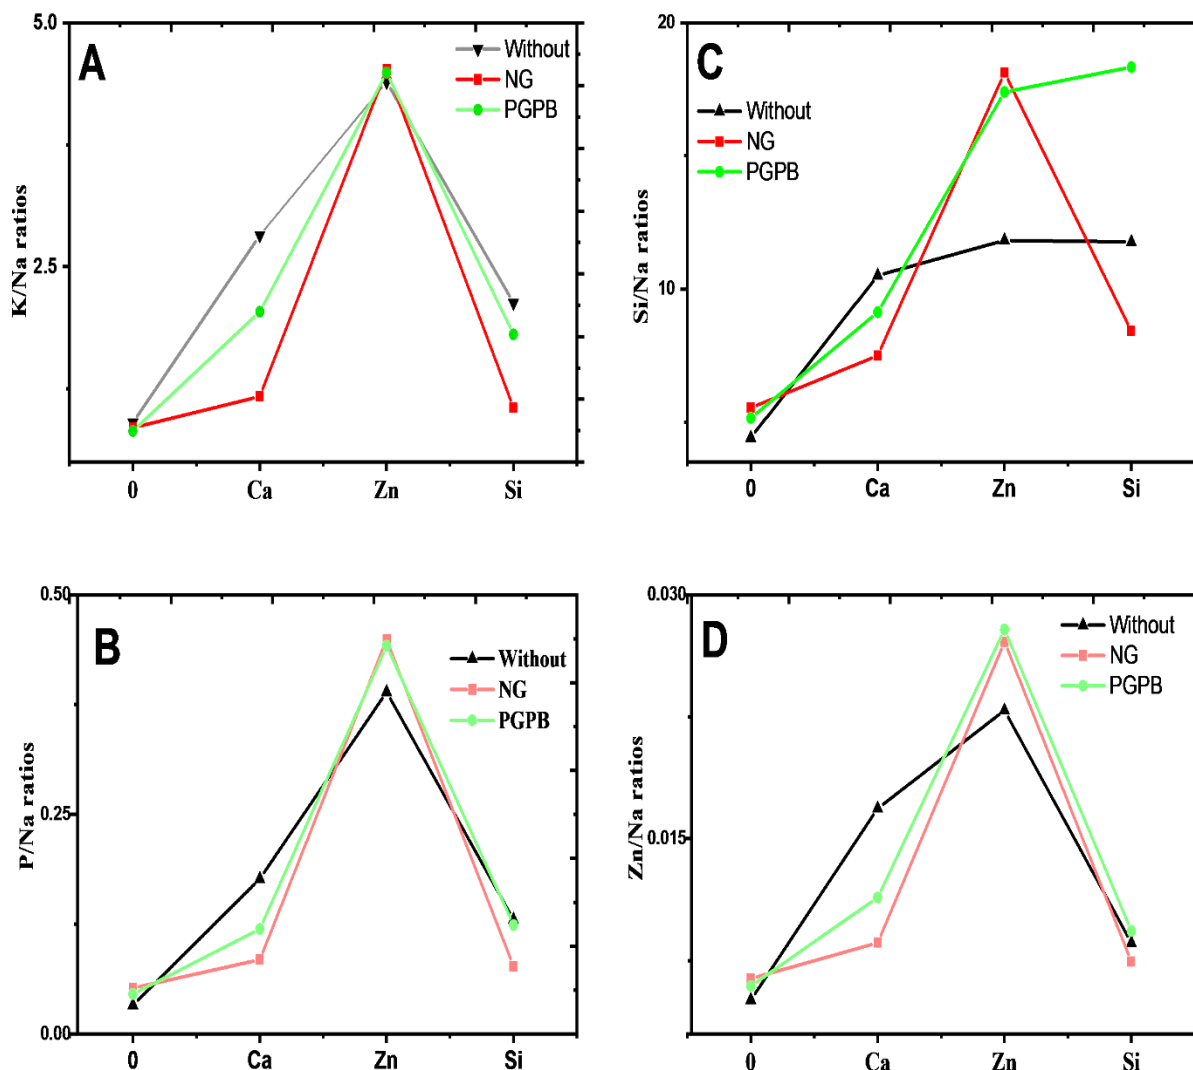 A
5.0
2.5
K/Na ratios
Without
NG
PGPB
0 Ca Zn Si
C
20
10
Si/Na ratios
Without
NG
PGPB
0 Ca Zn Si
B
0.50
0.25
0.00
P/Na ratios
Without
NG
PGPB
0 Ca Zn Si
D
0.030
0.015
Zn/Na ratios
Without
NG
PGPB
0 Ca Zn Si